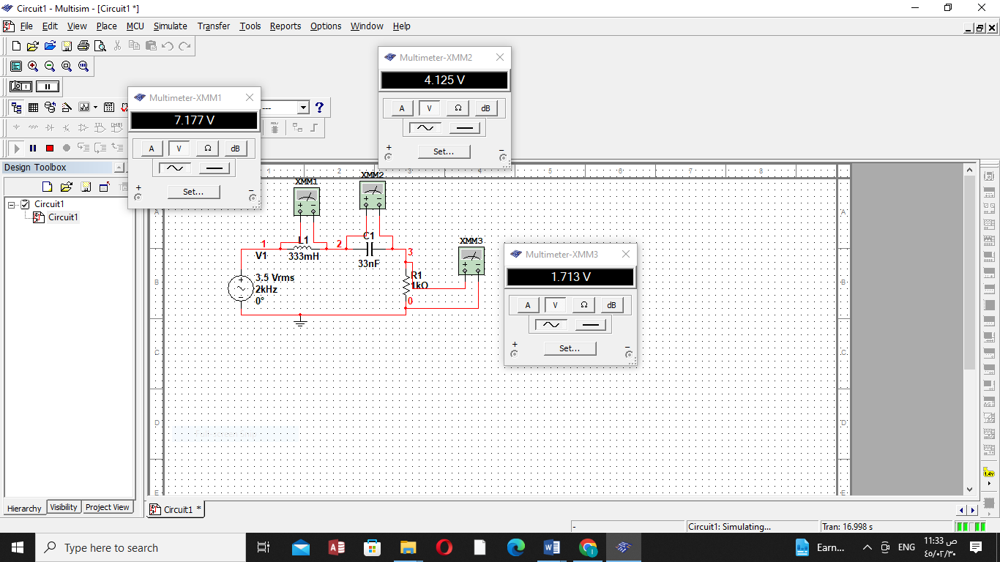 Circuit1 - Multisim - [Circuit1 *]
File Edit View Place MCU Simulate Transfer Tools Reports Options Window Help
Multimeter-XMM2
4.125 V
A V Ω dB
+ −
Set...
Multimeter-XMM1
7.177 V
A V Ω dB
+ −
Set...
--- ?
Design Toolbox
Circuit1
Circuit1
1 2 3 4 5 6 7 8
A A
B B
C C
D D
E E
XMM1
XMM2
XMM3
1 L1 2 C1 3
V1 333mH 33nF
3.5 Vrms
2kHz
0°
R1
1kΩ
0
Multimeter-XMM3
1.713 V
A V Ω dB
+ −
Set...
AG
1.4v
Hierarchy Visibility Project View
Circuit1 *
- Circuit1: Simulating... Tran: 16.998 s
Type here to search
Earn...
ENG
11:33 ص
٤٥/٠٢/٣٠